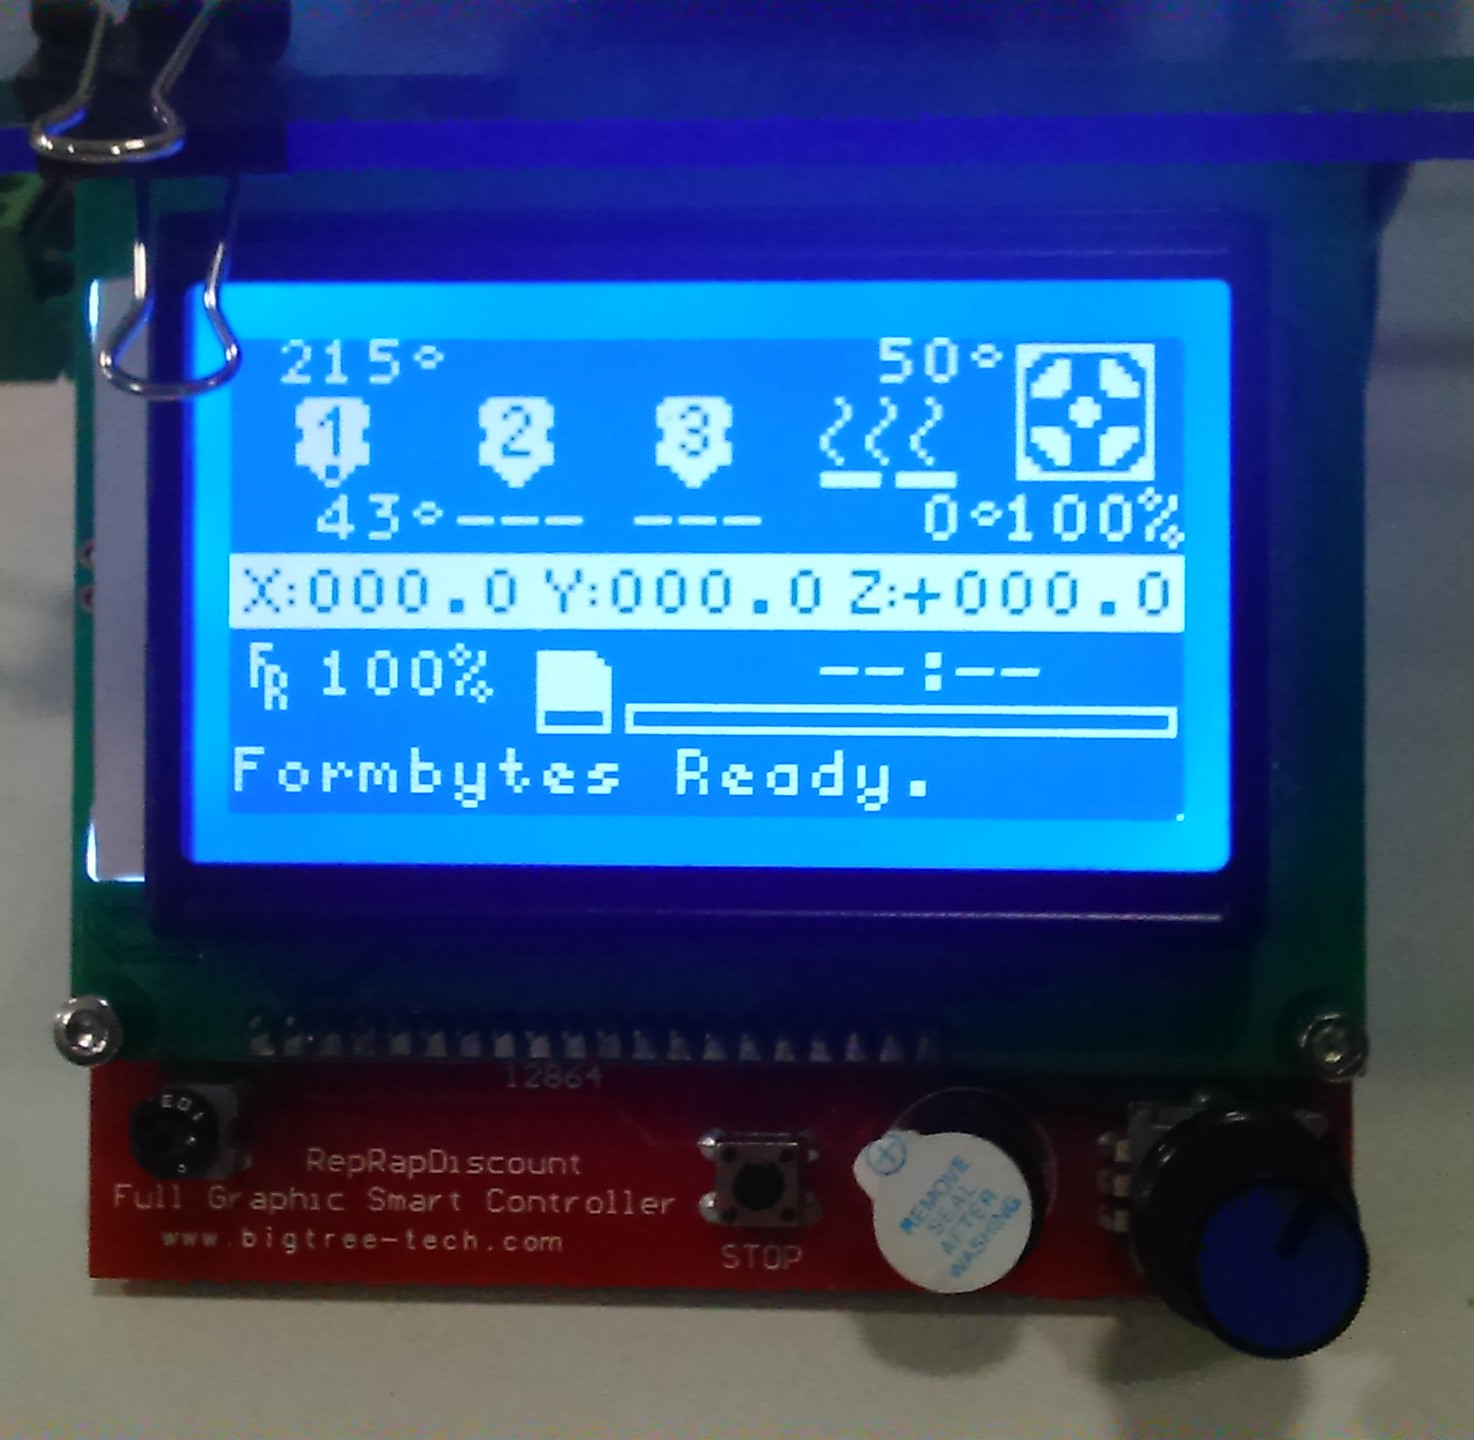 215° 50°
1 2 3
43° --- --- 0° 100%
X:000.0 Y:000.0 Z:+000.0
FR 100% --:--
Formbytes Ready.
12864
RepRapDiscount
Full Graphic Smart Controller
www.bigtree-tech.com
STOP
REMOVE
SEAL
AFTER
WASHING